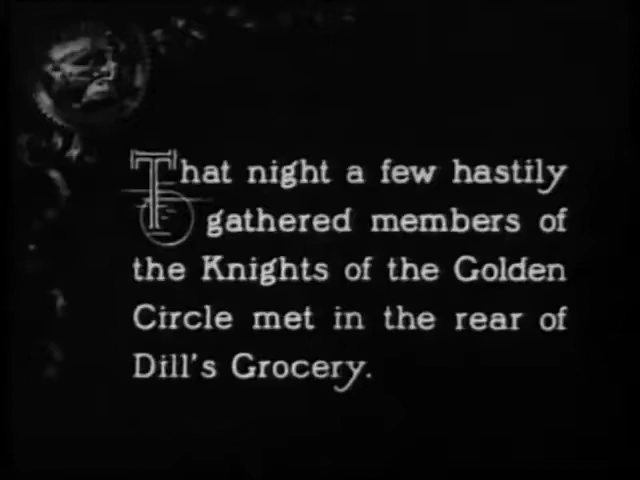 That night a few hastily
gathered members of
the Knights of the Golden
Circle met in the rear of
Dill's Grocery.